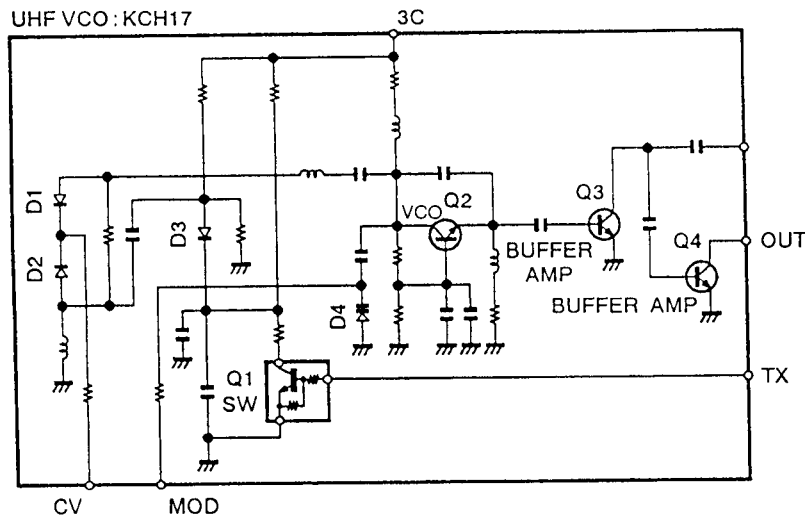 UHF VCO : KCH17
3C
D1
D2
D3
D4
VCO
Q2
Q3
BUFFER
AMP
Q4
BUFFER AMP
OUT
Q1
SW
TX
CV
MOD